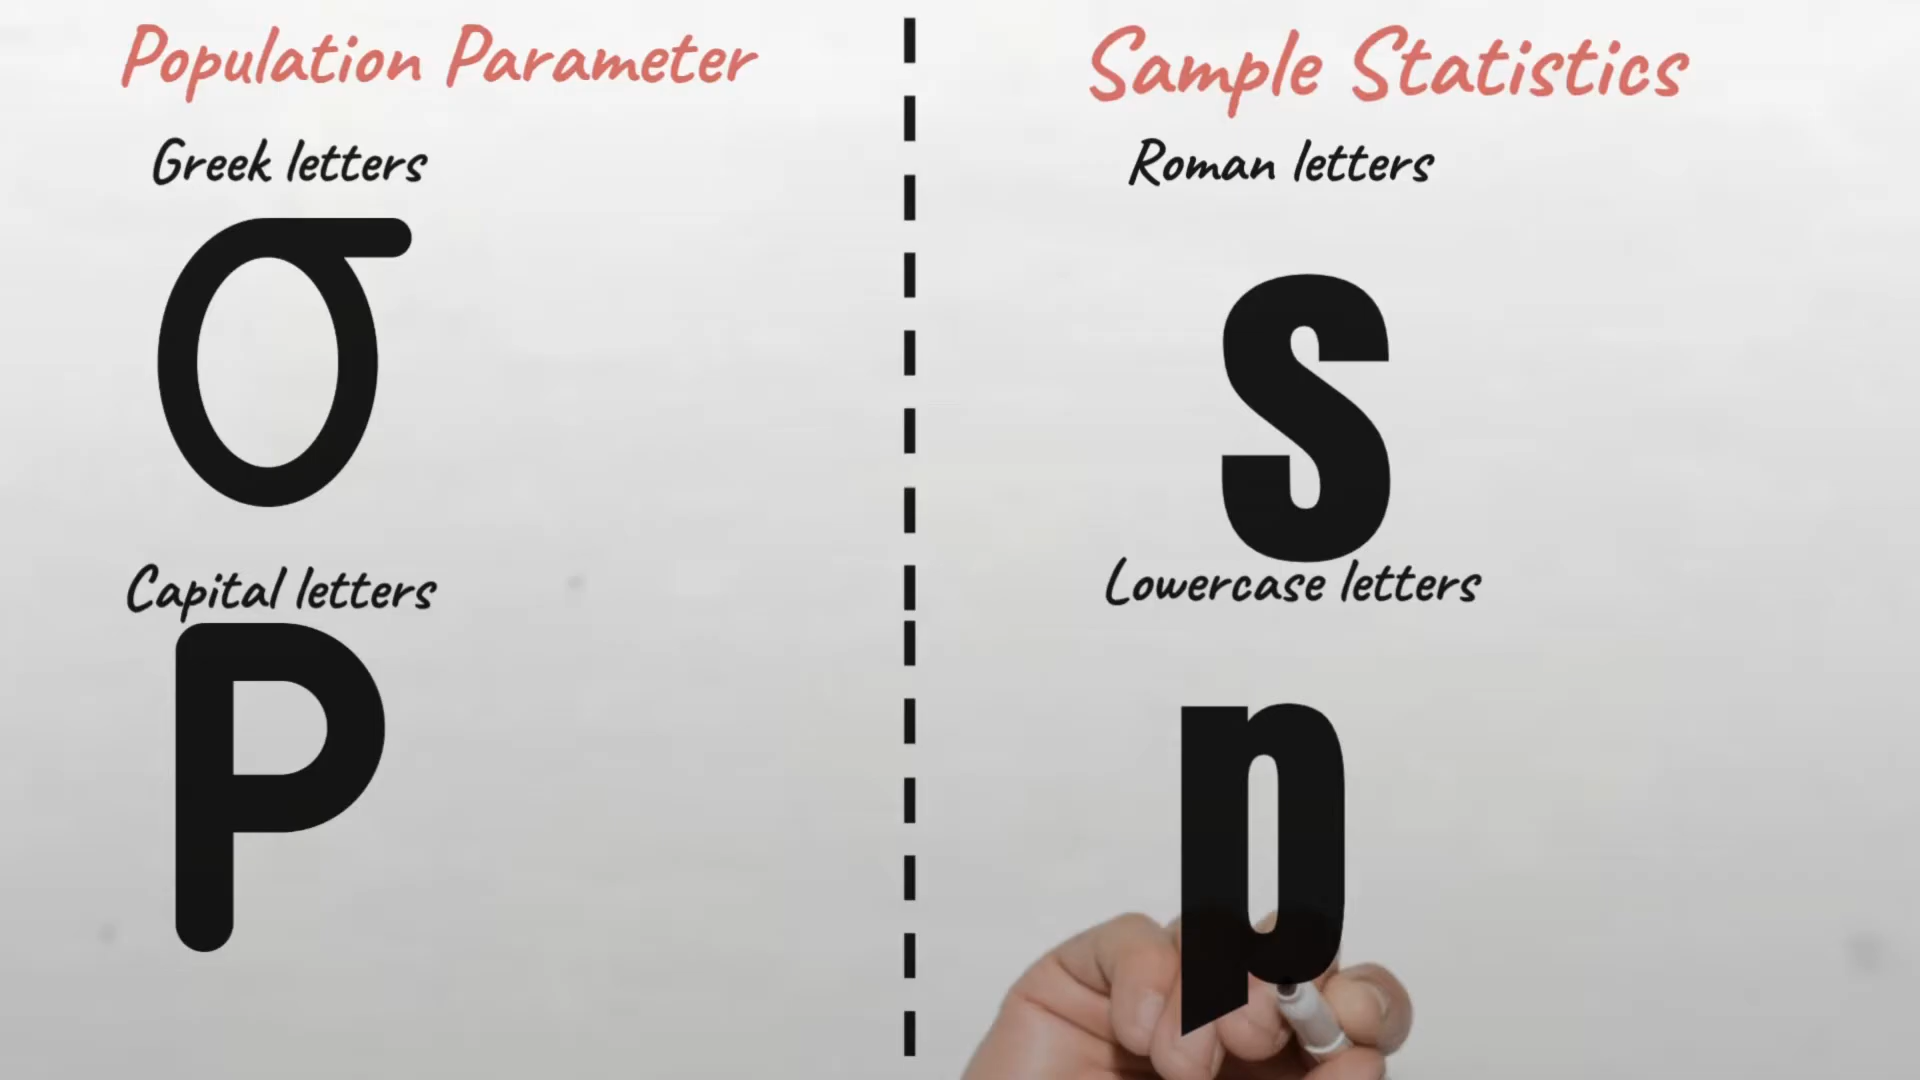 Population Parameter
Greek letters
σ
Capital letters
P
Sample Statistics
Roman letters
s
Lowercase letters
p